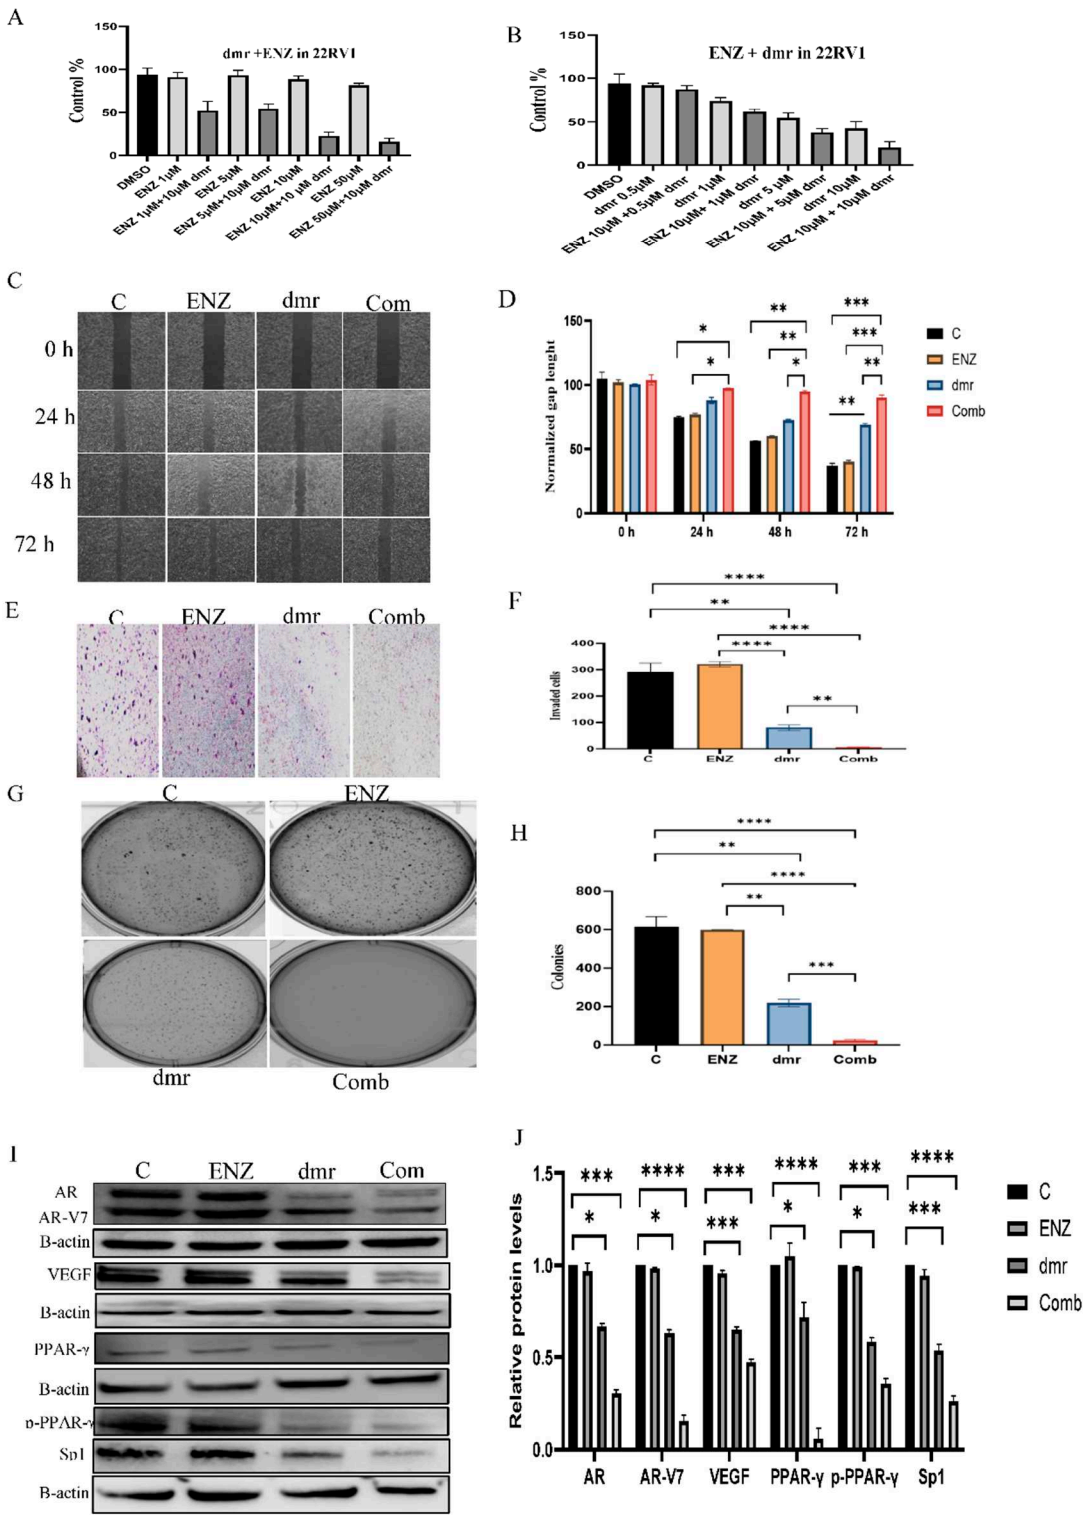 A
dmr +ENZ in 22RV1
Control %
150
100
50
0
DMSO
ENZ 1µM
ENZ 1µM+10µM dmr
ENZ 5µM
ENZ 5µM+10µM dmr
ENZ 10µM
ENZ 10µM+10 µM dmr
ENZ 50µM
ENZ 50µM+10µM dmr
B
ENZ + dmr in 22RV1
Control %
150
100
50
0
DMSO
dmr 0.5µM
ENZ 10µM +0.5µM dmr
dmr 1µM
ENZ 10µM+ 1µM dmr
dmr 5 µM
ENZ 10µM + 5µM dmr
dmr 10µM
ENZ 10µM + 10µM dmr
C
C ENZ dmr Com
0 h
24 h
48 h
72 h
D
Normalized gap lenght
150
100
50
0
* * ** ** * *** *** ** **
0 h 24 h 48 h 72 h
C
ENZ
dmr
Comb
E
C ENZ dmr Comb
F
****
**
****
****
**
Invaded cells
400
300
200
100
0
C ENZ dmr Comb
G
C ENZ
dmr Comb
H
****
**
****
**
***
Colonies
800
600
400
200
0
C ENZ dmr Comb
I
C ENZ dmr Com
AR
AR-V7
B-actin
VEGF
B-actin
PPAR-γ
B-actin
p-PPAR-γ
Sp1
B-actin
J
Relative protein levels
1.5
1.0
0.5
0.0
*** **** *** **** *** ****
* * *** * * ***
AR AR-V7 VEGF PPAR-γ p-PPAR-γ Sp1
C
ENZ
dmr
Comb